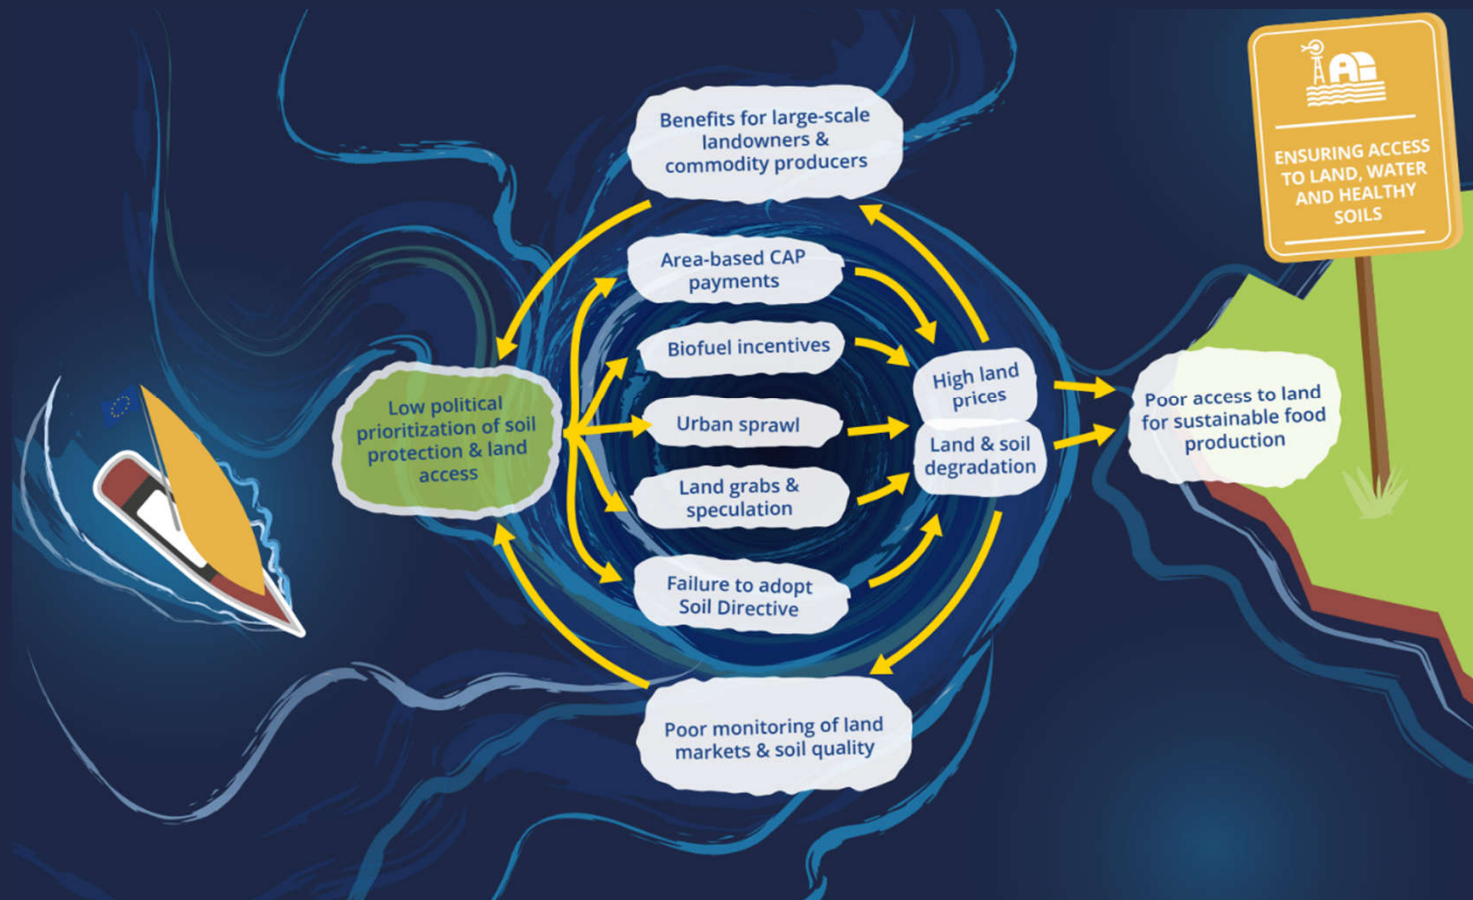 Benefits for large-scale
landowners &
commodity producers
ENSURING ACCESS
TO LAND, WATER
AND HEALTHY
SOILS
Area-based CAP
payments
Biofuel incentives
Urban sprawl
Land grabs &
speculation
Failure to adopt
Soil Directive
Low political
prioritization of soil
protection & land
access
High land
prices
Land & soil
degradation
Poor access to land
for sustainable food
production
Poor monitoring of land
markets & soil quality